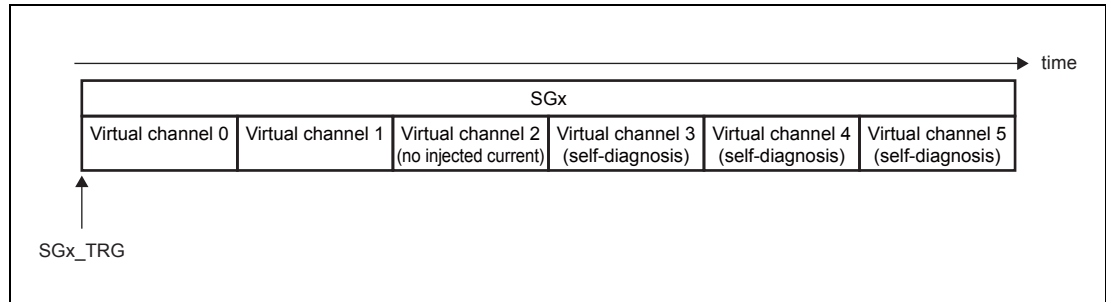 time
SGx
Virtual channel 0 Virtual channel 1 Virtual channel 2 Virtual channel 3 Virtual channel 4 Virtual channel 5
(no injected current) (self-diagnosis) (self-diagnosis) (self-diagnosis)
SGx_TRG